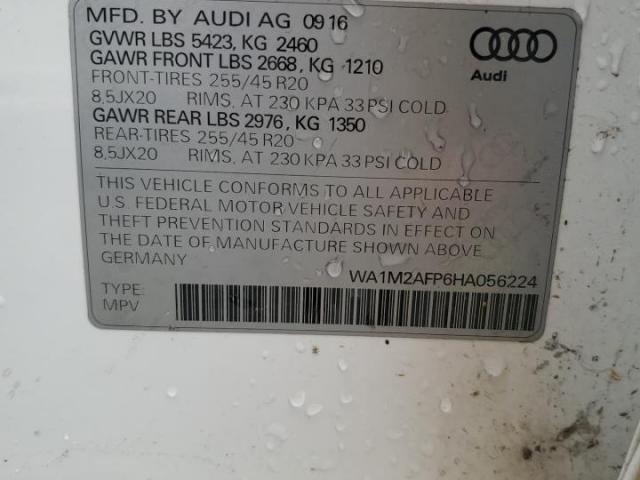 MFD. BY AUDI AG 0916
GVWR LBS 5423, KG 2460
GAWR FRONT LBS 2668, KG 1210
FRONT-TIRES 255/45 R20
8,5JX20 RIMS, AT 230 KPA 33 PSI COLD
GAWR REAR LBS 2976, KG 1350
REAR-TIRES 255/45 R20
8,5JX20 RIMS, AT 230 KPA 33 PSI COLD
Audi
THIS VEHICLE CONFORMS TO ALL APPLICABLE
U.S. FEDERAL MOTOR VEHICLE SAFETY AND
THEFT PREVENTION STANDARDS IN EFFECT ON
THE DATE OF MANUFACTURE SHOWN ABOVE
GERMANY
WA1M2AFP6HA056224
TYPE:
MPV